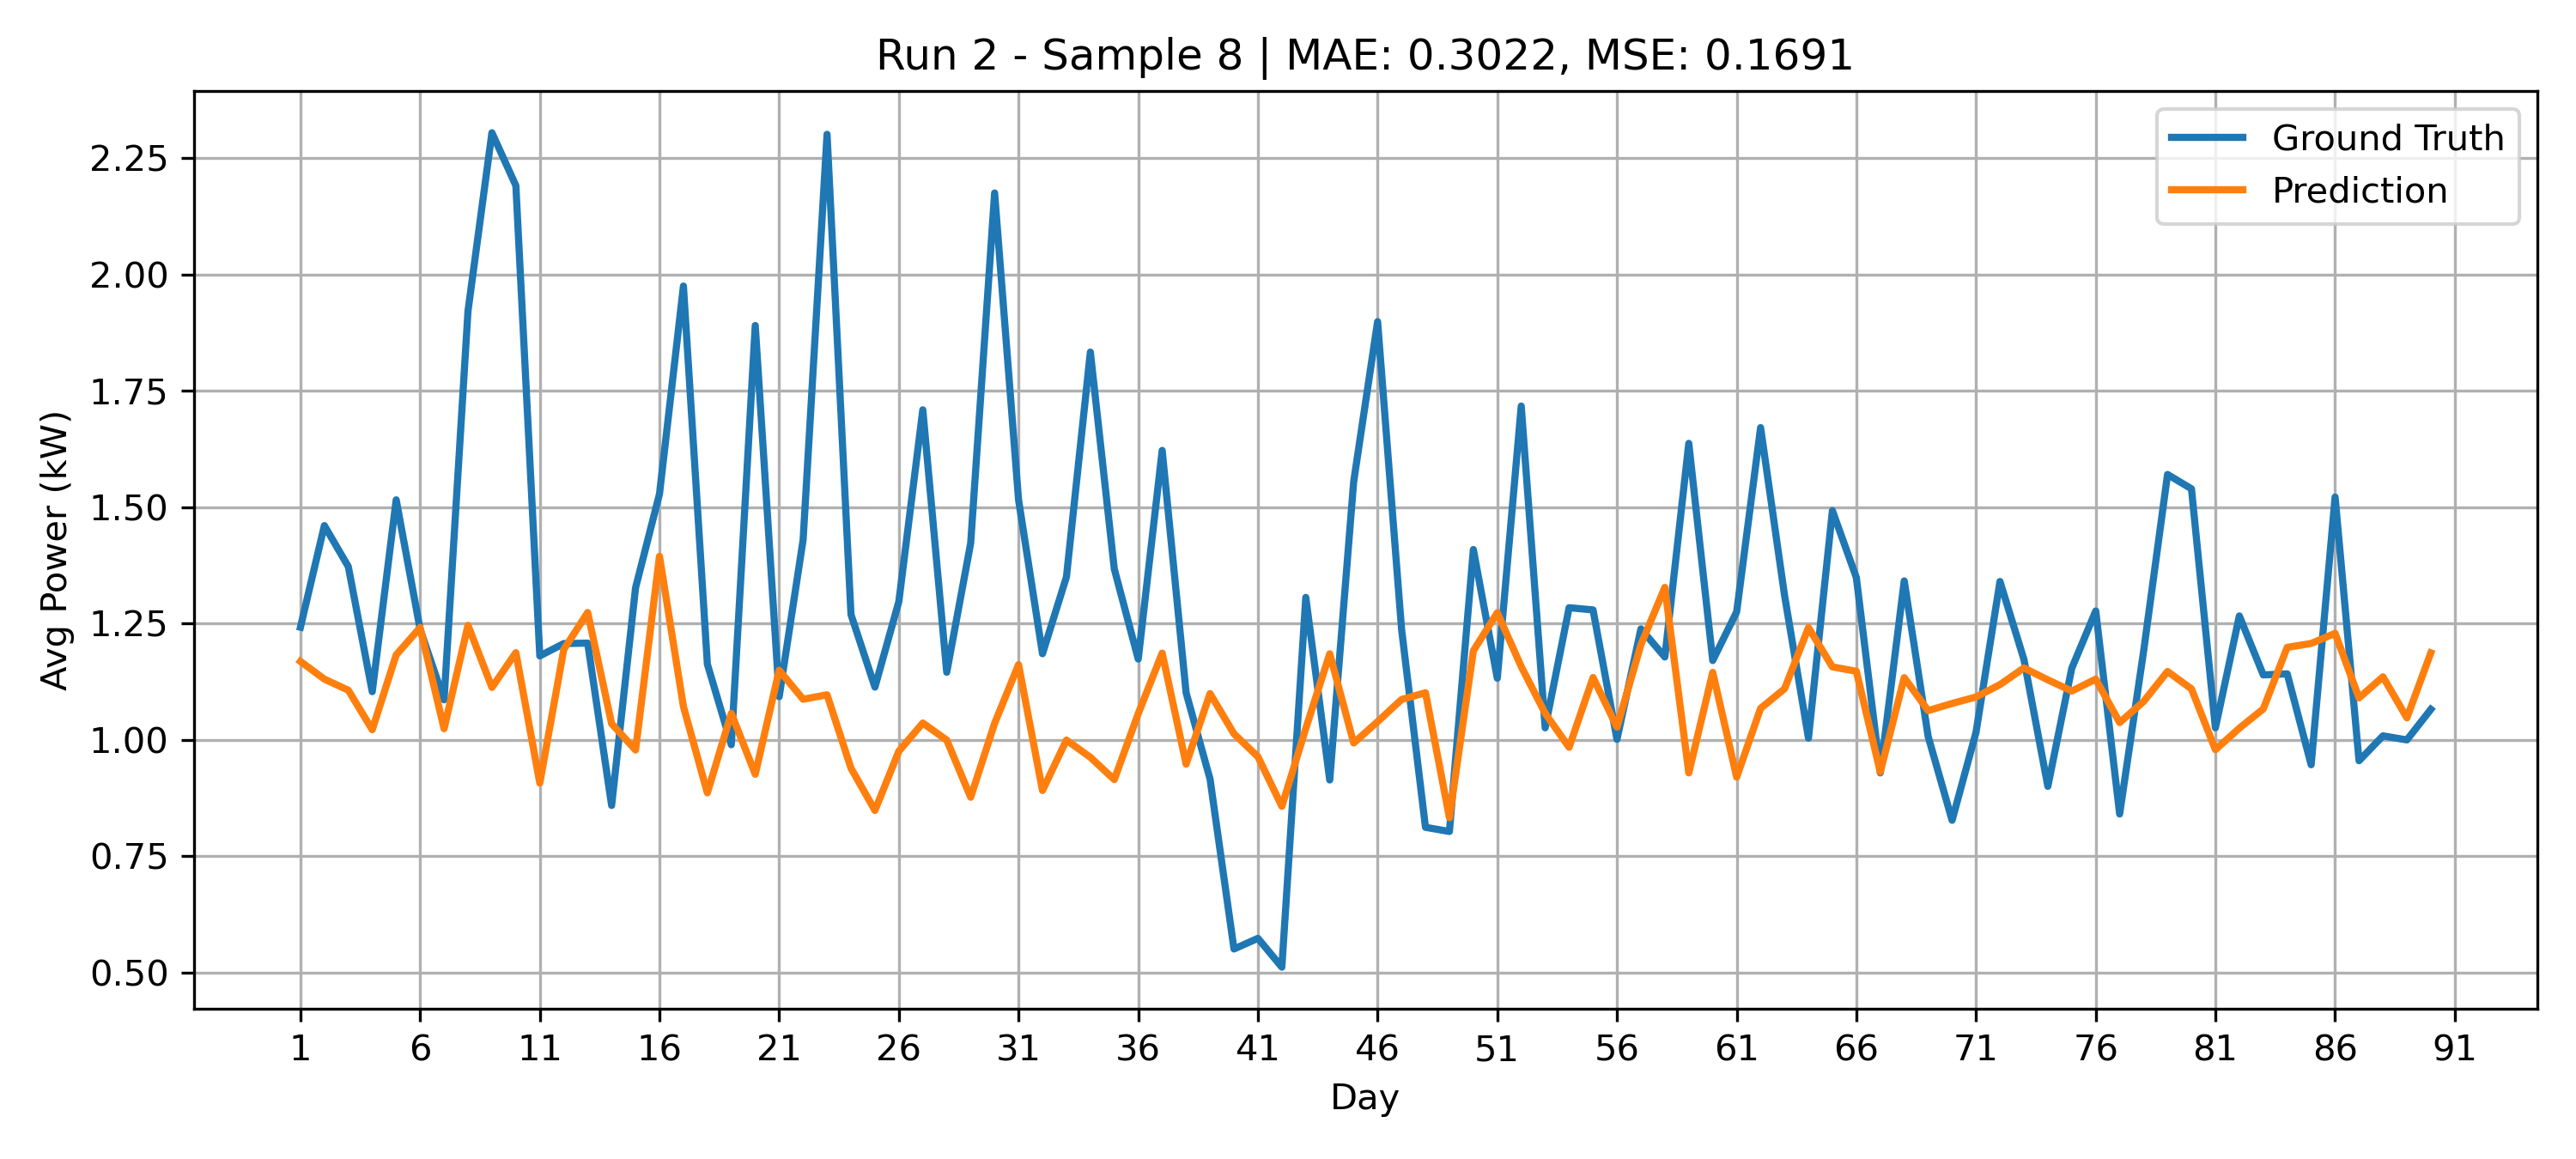 Run 2 - Sample 8 | MAE: 0.3022, MSE: 0.1691
Ground Truth
Prediction
Avg Power (kW)
2.25
2.00
1.75
1.50
1.25
1.00
0.75
0.50
1 6 11 16 21 26 31 36 41 46 51 56 61 66 71 76 81 86 91
Day